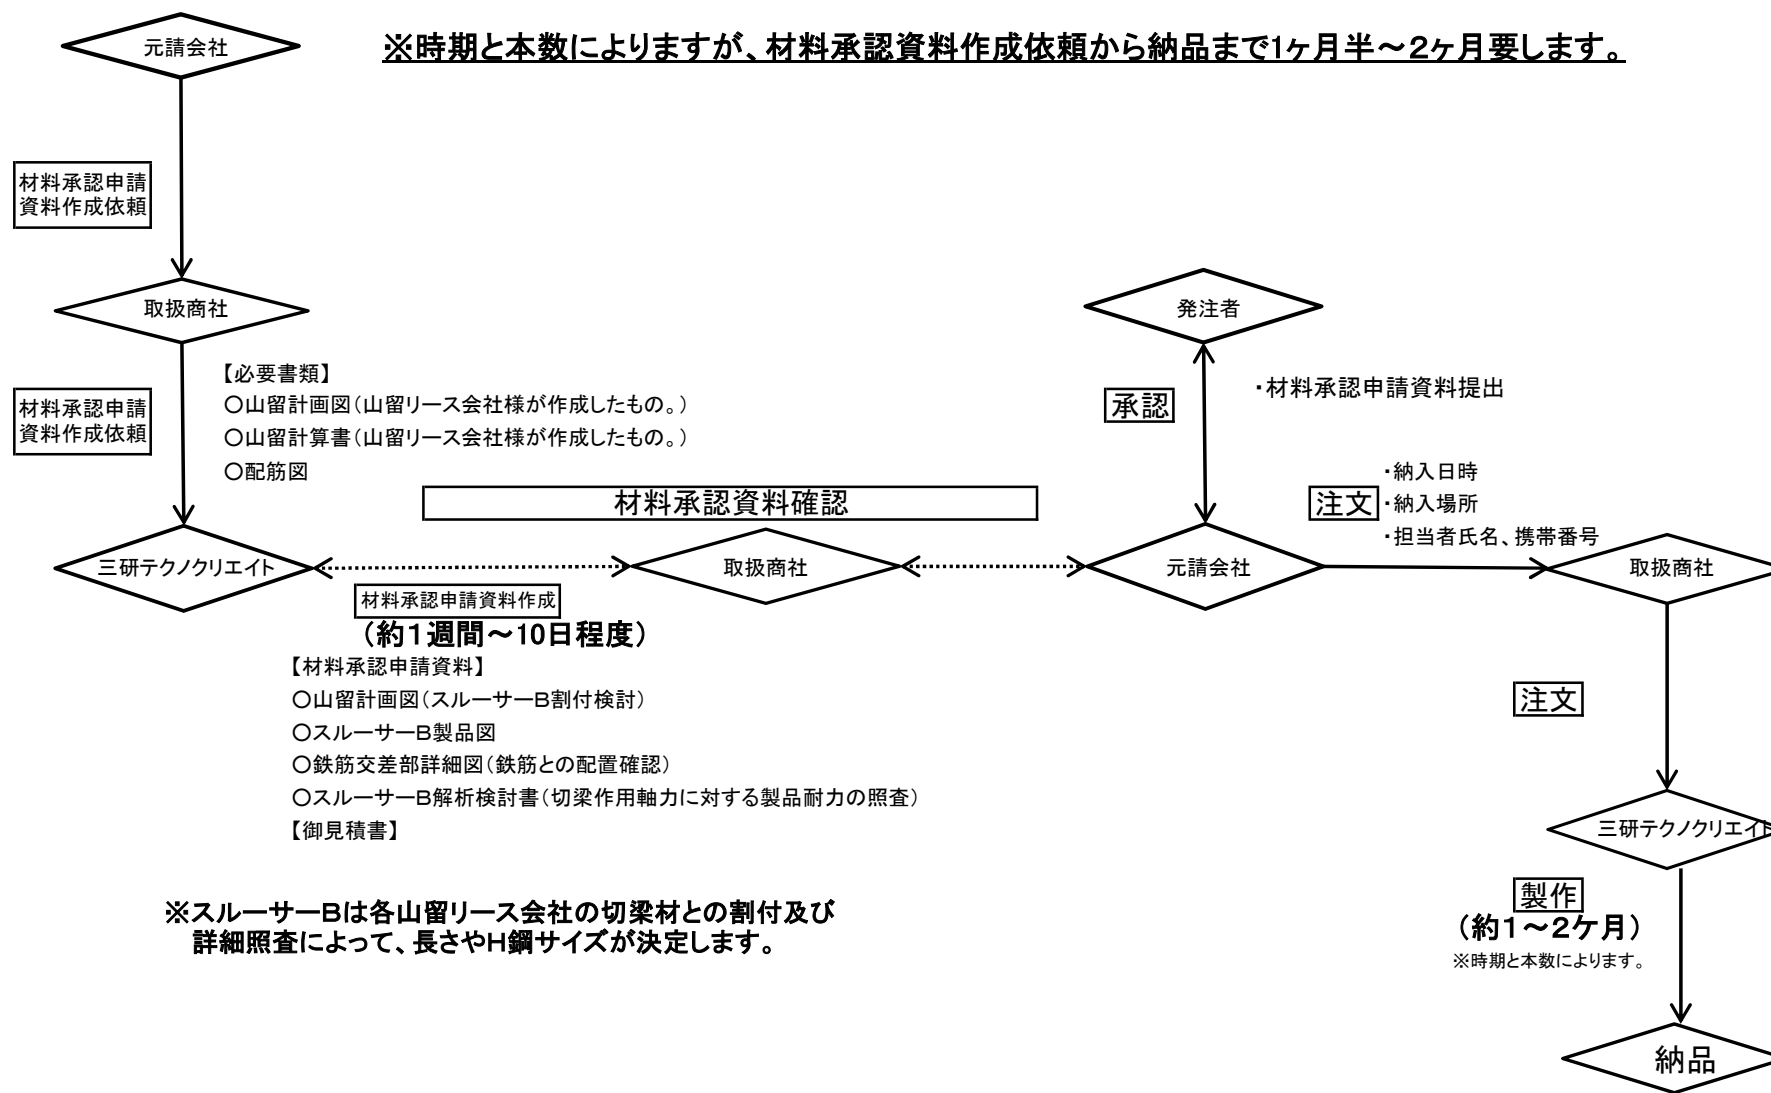 元請会社
※時期と本数によりますが、材料承認資料作成依頼から納品まで1ヶ月半～2ヶ月要します。
材料承認申請
資料作成依頼
取扱商社
材料承認申請
資料作成依頼
【必要書類】
○山留計画図(山留リース会社様が作成したもの。)
○山留計算書(山留リース会社様が作成したもの。)
○配筋図
材料承認資料確認
三研テクノクリエイト
取扱商社
材料承認申請資料作成
(約1週間～10日程度)
【材料承認申請資料】
○山留計画図(スルーサーB割付検討)
○スルーサーB製品図
○鉄筋交差部詳細図(鉄筋との配置確認)
○スルーサーB解析検討書(切梁作用軸力に対する製品耐力の照査)
【御見積書】
※スルーサーBは各山留リース会社の切梁材との割付及び
詳細照査によって、長さやH鋼サイズが決定します。
発注者
承認
・材料承認申請資料提出
元請会社
注文
・納入日時
・納入場所
・担当者氏名、携帯番号
取扱商社
注文
三研テクノクリエイト
製作
(約1～2ケ月)
※時期と本数によります。
納品